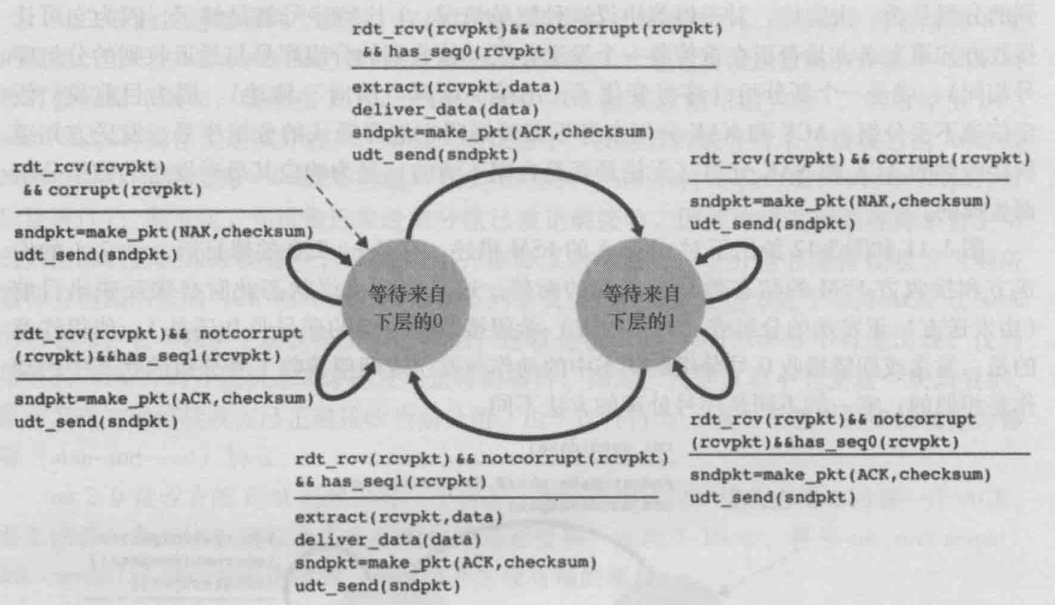 rdt_rcv(rcvpkt)&& notcorrupt(rcvpkt)
&& has_seq0(rcvpkt)
extract(rcvpkt,data)
deliver_data(data)
sndpkt=make_pkt(ACK,checksum)
udt_send(sndpkt)
rdt_rcv(rcvpkt)
&& corrupt(rcvpkt)
sndpkt=make_pkt(NAK,checksum)
udt_send(sndpkt)
rdt_rcv(rcvpkt)&& corrupt(rcvpkt)
sndpkt=make_pkt(NAK,checksum)
udt_send(sndpkt)
等待来自
下层的0
等待来自
下层的1
rdt_rcv(rcvpkt)&& notcorrupt
(rcvpkt)&&has_seq1(rcvpkt)
sndpkt=make_pkt(ACK,checksum)
udt_send(sndpkt)
rdt_rcv(rcvpkt)&& notcorrupt
(rcvpkt)&&has_seq0(rcvpkt)
sndpkt=make_pkt(ACK,checksum)
udt_send(sndpkt)
rdt_rcv(rcvpkt)&& notcorrupt(rcvpkt)
&& has_seq1(rcvpkt)
extract(rcvpkt,data)
deliver_data(data)
sndpkt=make_pkt(ACK,checksum)
udt_send(sndpkt)